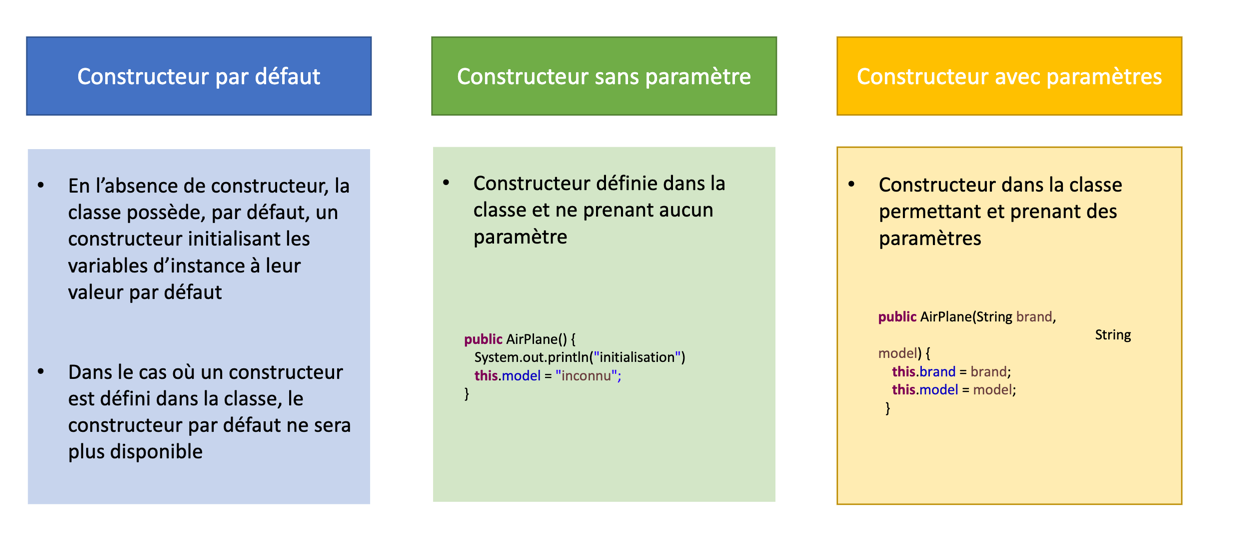 Constructeur par défaut
• En l’absence de constructeur, la
classe possède, par défaut, un
constructeur initialisant les
variables d’instance à leur
valeur par défaut
• Dans le cas où un constructeur
est défini dans la classe, le
constructeur par défaut ne sera
plus disponible
Constructeur sans paramètre
• Constructeur définie dans la
classe et ne prenant aucun
paramètre
public AirPlane() {
System.out.println("initialisation")
this.model = "inconnu";
}
Constructeur avec paramètres
• Constructeur dans la classe
permettant et prenant des
paramètres
public AirPlane(String brand,
String
model) {
this.brand = brand;
this.model = model;
}